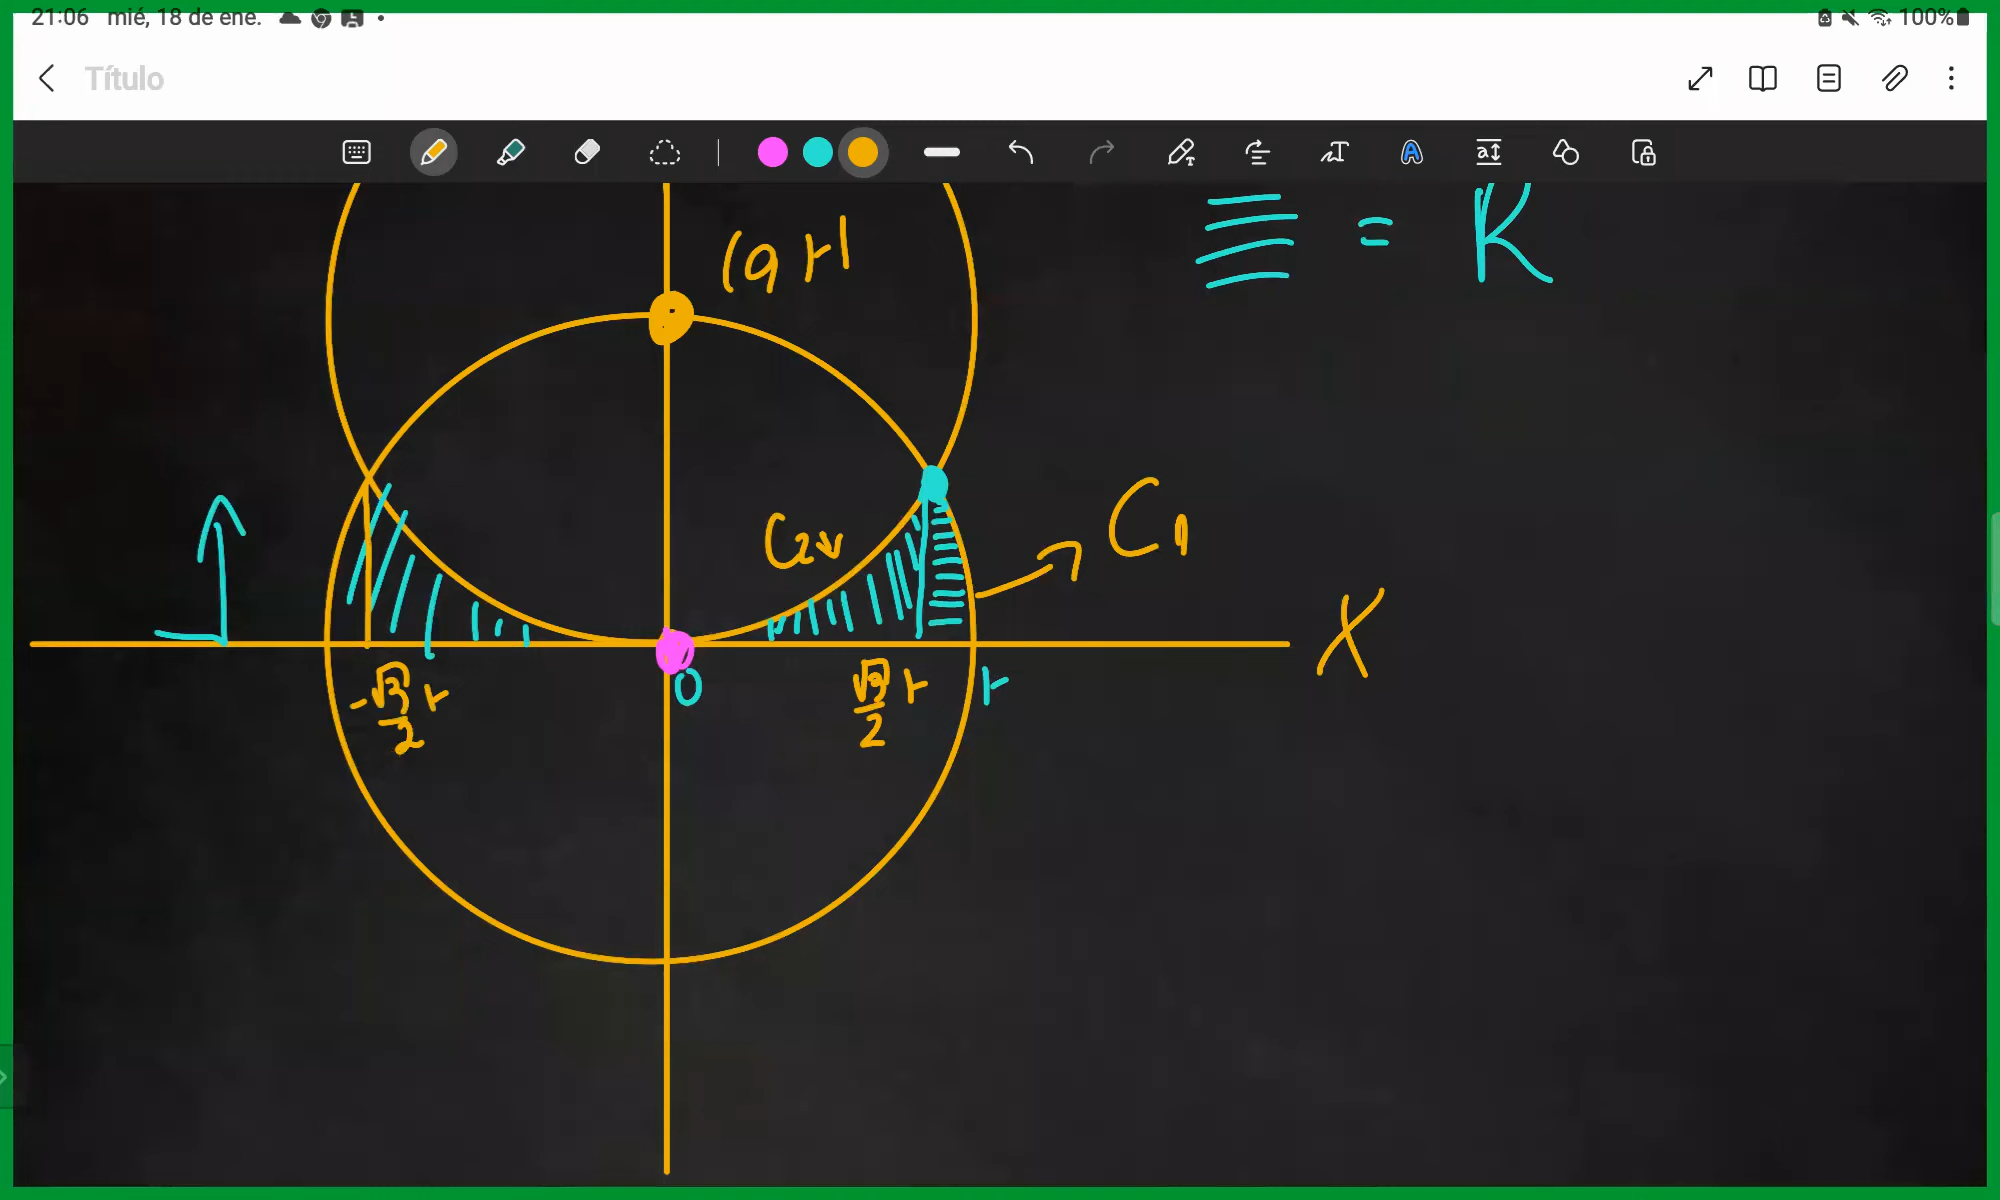 21:06 mié, 18 de ene. 100%
Título
= R
(0 r)
C2
C1
X
0
-√3/2 r
√3/2 r
r